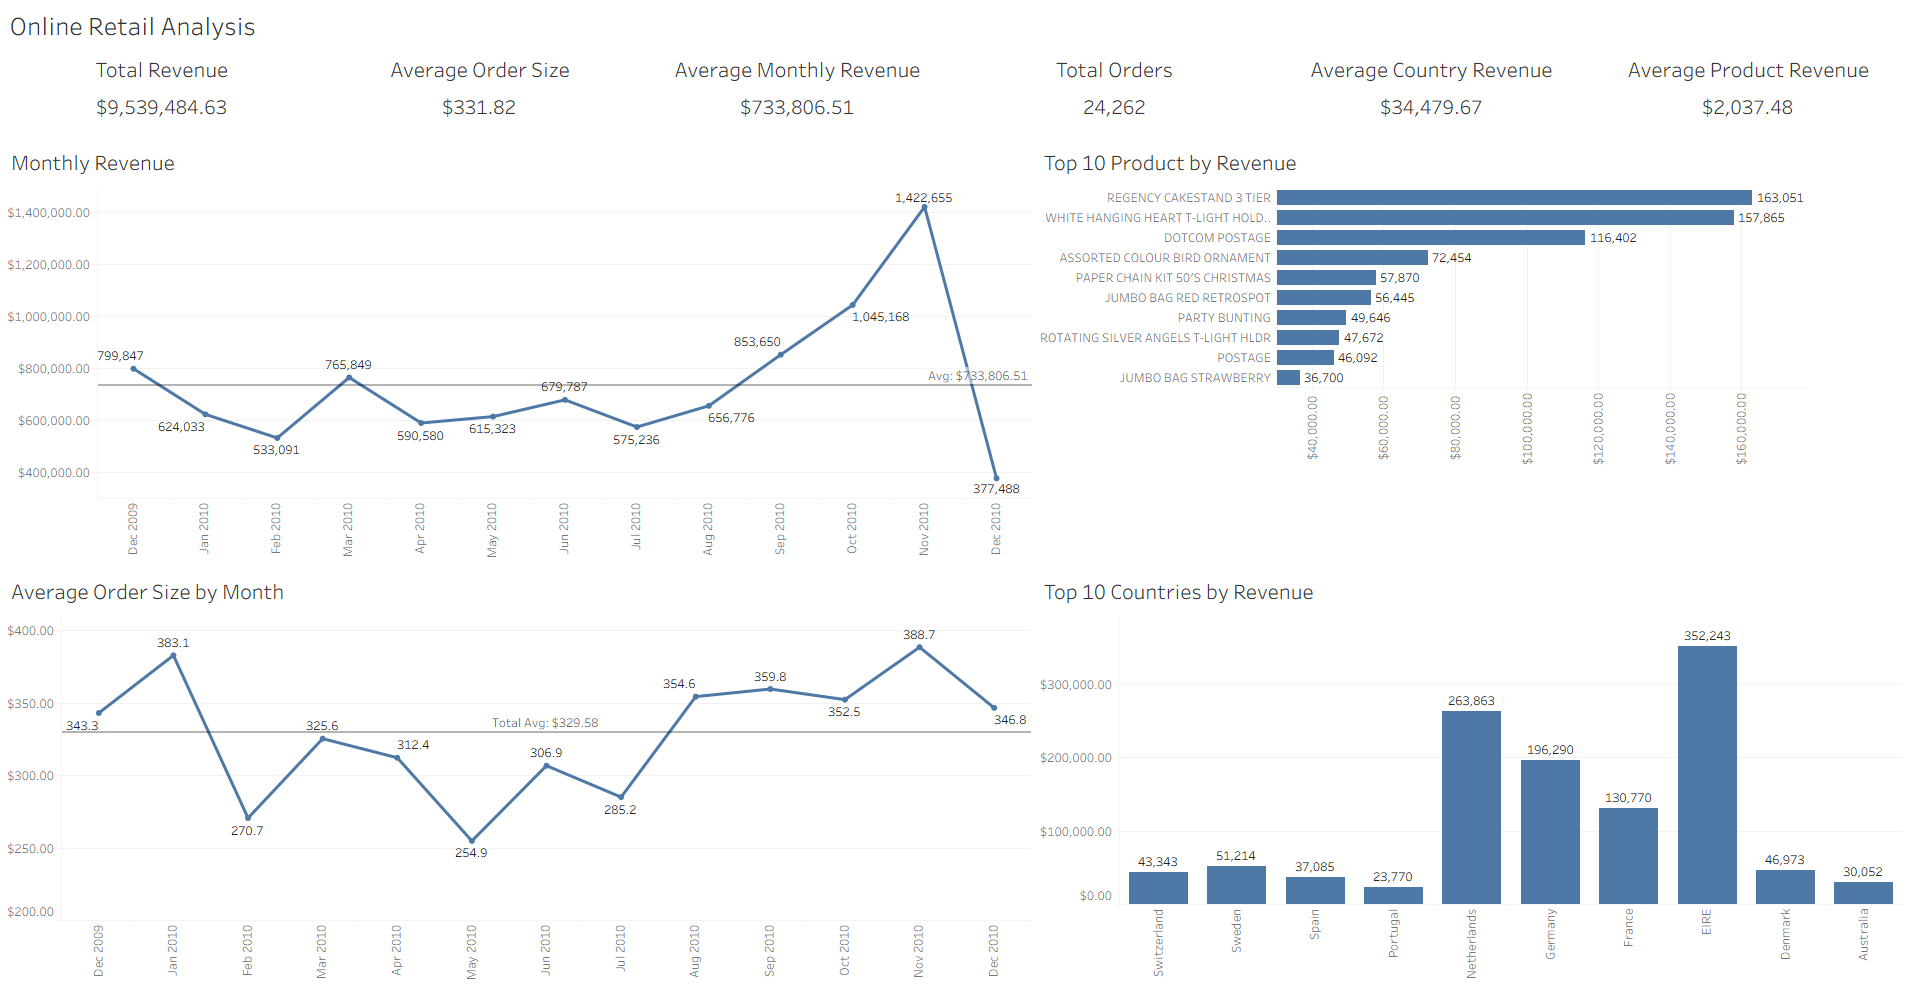 Online Retail Analysis
Total Revenue
$9,539,484.63
Average Order Size
$331.82
Average Monthly Revenue
$733,806.51
Total Orders
24,262
Average Country Revenue
$34,479.67
Average Product Revenue
$2,037.48
Monthly Revenue
$1,400,000.00
$1,200,000.00
$1,000,000.00
$800,000.00
$600,000.00
$400,000.00
799,847
624,033
533,091
765,849
590,580
615,323
679,787
575,236
656,776
853,650
1,045,168
1,422,655
377,488
Avg: $733,806.51
Dec 2009
Jan 2010
Feb 2010
Mar 2010
Apr 2010
May 2010
Jun 2010
Jul 2010
Aug 2010
Sep 2010
Oct 2010
Nov 2010
Dec 2010
Top 10 Product by Revenue
REGENCY CAKESTAND 3 TIER 163,051
WHITE HANGING HEART T-LIGHT HOLD.. 157,865
DOTCOM POSTAGE 116,402
ASSORTED COLOUR BIRD ORNAMENT 72,454
PAPER CHAIN KIT 50'S CHRISTMAS 57,870
JUMBO BAG RED RETROSPOT 56,445
PARTY BUNTING 49,646
ROTATING SILVER ANGELS T-LIGHT HLDR 47,672
POSTAGE 46,092
JUMBO BAG STRAWBERRY 36,700
$40,000.00
$60,000.00
$80,000.00
$100,000.00
$120,000.00
$140,000.00
$160,000.00
Average Order Size by Month
$400.00
$350.00
$300.00
$250.00
$200.00
343.3
383.1
270.7
325.6
312.4
254.9
306.9
285.2
354.6
359.8
352.5
388.7
346.8
Total Avg: $329.58
Dec 2009
Jan 2010
Feb 2010
Mar 2010
Apr 2010
May 2010
Jun 2010
Jul 2010
Aug 2010
Sep 2010
Oct 2010
Nov 2010
Dec 2010
Top 10 Countries by Revenue
$300,000.00
$200,000.00
$100,000.00
$0.00
43,343
51,214
37,085
23,770
263,863
196,290
130,770
352,243
46,973
30,052
Switzerland
Sweden
Spain
Portugal
Netherlands
Germany
France
EIRE
Denmark
Australia